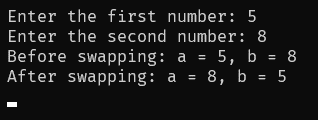 Enter the first number: 5
Enter the second number: 8
Before swapping: a = 5, b = 8
After swapping: a = 8, b = 5